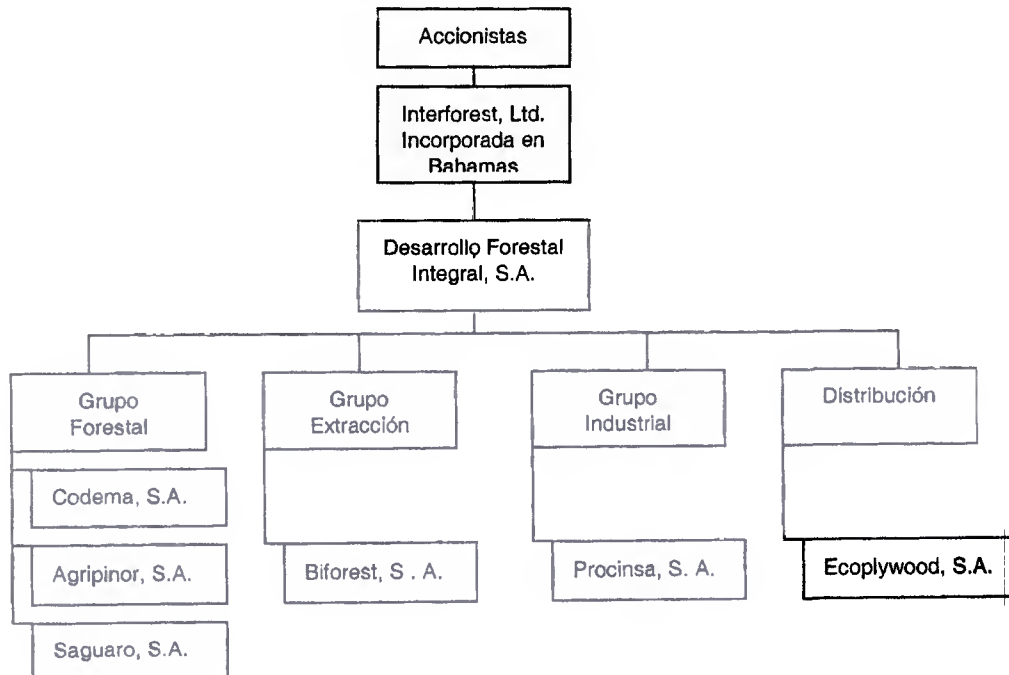 Accionistas
Interforest, Ltd.
Incorporada en
Bahamas
Desarrollo Forestal
Integral, S.A.
Grupo
Forestal
Grupo
Extracción
Grupo
Industrial
Distribución
Codema, S.A.
Agripinor, S.A.
Biforest, S . A.
Procinsa, S. A.
Ecoplywood, S.A.
Saguaro, S.A.